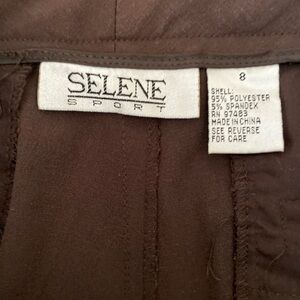 SELENE
SPORT
8
SHELL:
95% POLYESTER
5% SPANDEX
RN 97483
MADE IN CHINA
SEE REVERSE
FOR CARE